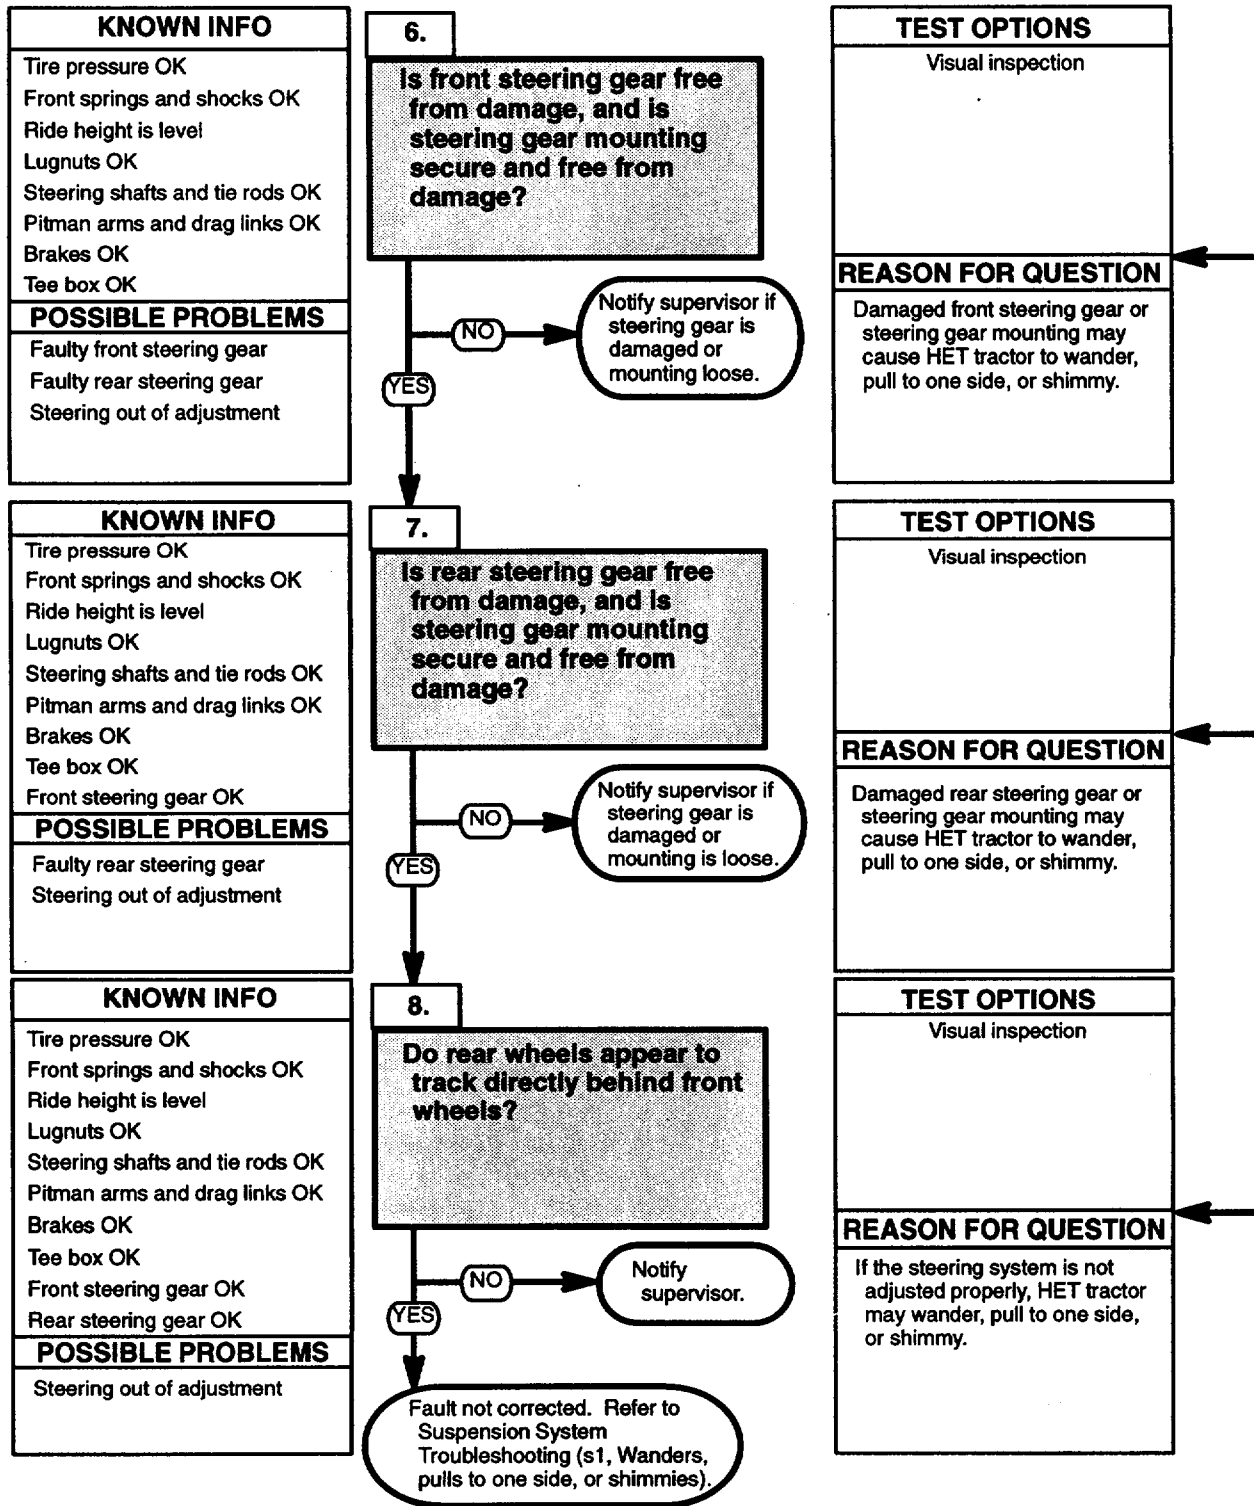 KNOWN INFO
Tire pressure OK
Front springs and shocks OK
Ride height is level
Lugnuts OK
Steering shafts and tie rods OK
Pitman arms and drag links OK
Brakes OK
Tee box OK
POSSIBLE PROBLEMS
Faulty front steering gear
Faulty rear steering gear
Steering out of adjustment
6.
Is front steering gear free
from damage, and is
steering gear mounting
secure and free from
damage?
NO
Notify supervisor if
steering gear is
damaged or
mounting loose.
YES
TEST OPTIONS
Visual inspection
REASON FOR QUESTION
Damaged front steering gear or
steering gear mounting may
cause HET tractor to wander,
pull to one side, or shimmy.
KNOWN INFO
Tire pressure OK
Front springs and shocks OK
Ride height is level
Lugnuts OK
Steering shafts and tie rods OK
Pitman arms and drag links OK
Brakes OK
Tee box OK
Front steering gear OK
POSSIBLE PROBLEMS
Faulty rear steering gear
Steering out of adjustment
7.
Is rear steering gear free
from damage, and is
steering gear mounting
secure and free from
damage?
NO
Notify supervisor if
steering gear is
damaged or
mounting is loose.
YES
TEST OPTIONS
Visual inspection
REASON FOR QUESTION
Damaged rear steering gear or
steering gear mounting may
cause HET tractor to wander,
pull to one side, or shimmy.
KNOWN INFO
Tire pressure OK
Front springs and shocks OK
Ride height is level
Lugnuts OK
Steering shafts and tie rods OK
Pitman arms and drag links OK
Brakes OK
Tee box OK
Front steering gear OK
Rear steering gear OK
POSSIBLE PROBLEMS
Steering out of adjustment
8.
Do rear wheels appear to
track directly behind front
wheels?
NO
Notify
supervisor.
YES
Fault not corrected. Refer to
Suspension System
Troubleshooting (s1, Wanders,
pulls to one side, or shimmies).
TEST OPTIONS
Visual inspection
REASON FOR QUESTION
If the steering system is not
adjusted properly, HET tractor
may wander, pull to one side,
or shimmy.